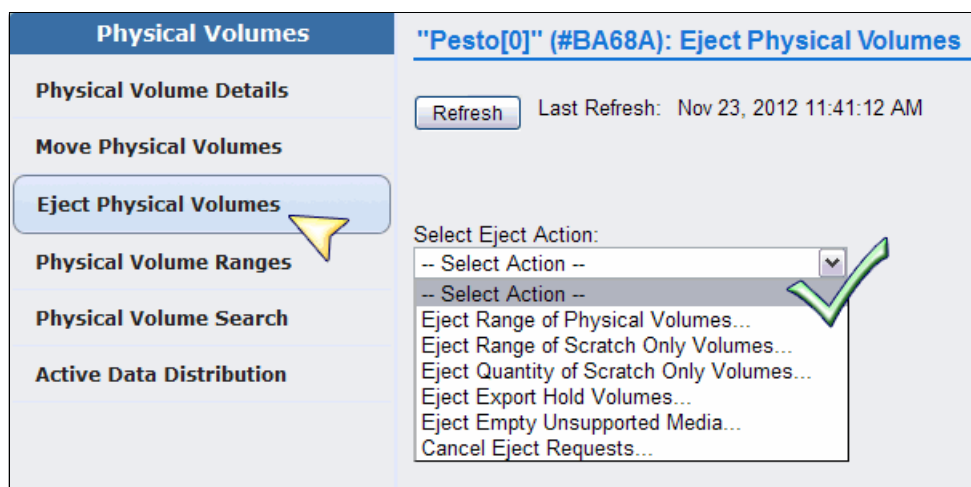 Physical Volumes
Physical Volume Details
Move Physical Volumes
Eject Physical Volumes
Physical Volume Ranges
Physical Volume Search
Active Data Distribution
"Pesto[0]" (#BA68A): Eject Physical Volumes
Refresh Last Refresh: Nov 23, 2012 11:41:12 AM
Select Eject Action:
-- Select Action --
-- Select Action --
Eject Range of Physical Volumes...
Eject Range of Scratch Only Volumes...
Eject Quantity of Scratch Only Volumes...
Eject Export Hold Volumes...
Eject Empty Unsupported Media...
Cancel Eject Requests...